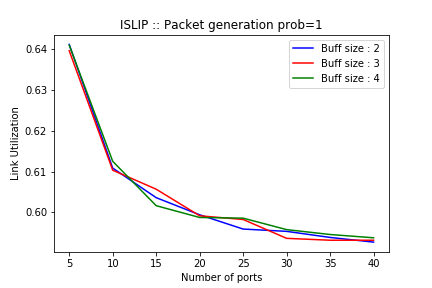 ISLIP :: Packet generation prob=1
Link Utilization
0.64
0.63
0.62
0.61
0.60
Buff size : 2
Buff size : 3
Buff size : 4
5 10 15 20 25 30 35 40
Number of ports